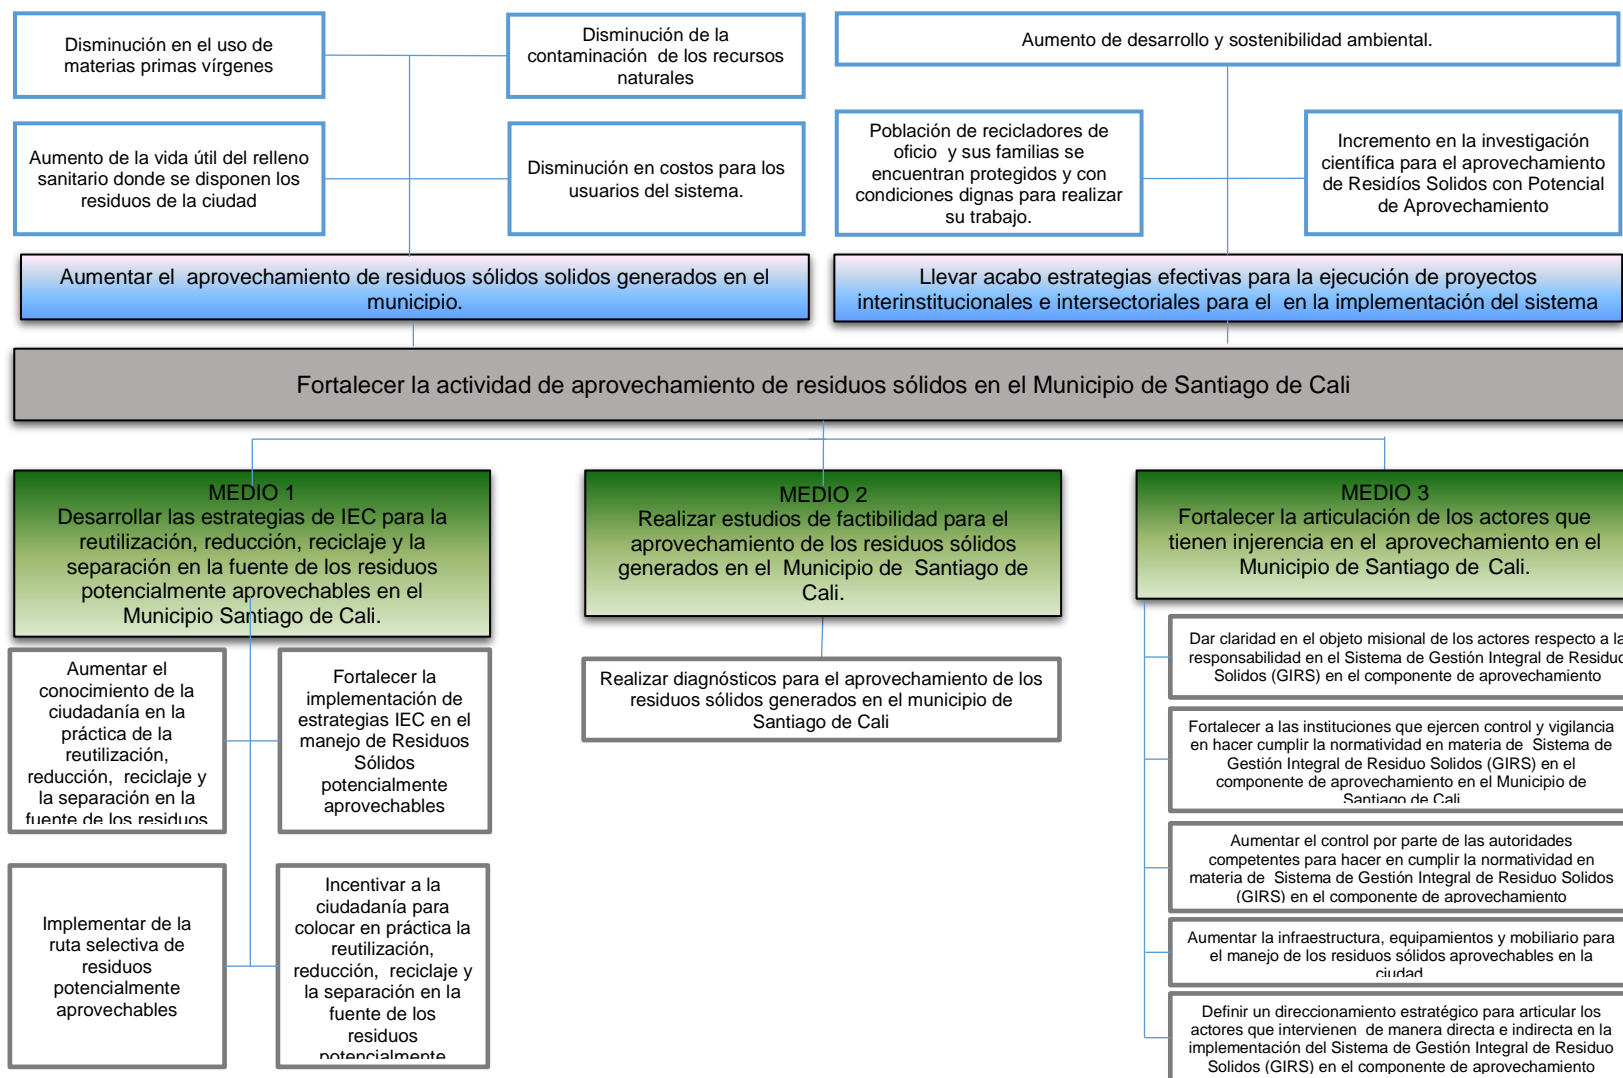 Disminución en el uso de
materias primas vírgenes
Disminución de la
contaminación de los recursos
naturales
Aumento de desarrollo y sostenibilidad ambiental.
Aumento de la vida útil del relleno
sanitario donde se disponen los
residuos de la ciudad
Disminución en costos para los
usuarios del sistema.
Población de recicladores de
oficio y sus familias se
encuentran protegidos y con
condiciones dignas para realizar
su trabajo.
Incremento en la investigación
científica para el aprovechamiento
de Residíos Solidos con Potencial
de Aprovechamiento
Aumentar el aprovechamiento de residuos sólidos solidos generados en el
municipio.
Llevar acabo estrategias efectivas para la ejecución de proyectos
interinstitucionales e intersectoriales para el en la implementación del sistema
Fortalecer la actividad de aprovechamiento de residuos sólidos en el Municipio de Santiago de Cali
MEDIO 1
Desarrollar las estrategias de IEC para la
reutilización, reducción, reciclaje y la
separación en la fuente de los residuos
potencialmente aprovechables en el
Municipio Santiago de Cali.
MEDIO 2
Realizar estudios de factibilidad para el
aprovechamiento de los residuos sólidos
generados en el Municipio de Santiago de
Cali.
MEDIO 3
Fortalecer la articulación de los actores que
tienen injerencia en el aprovechamiento en el
Municipio de Santiago de Cali.
Aumentar el
conocimiento de la
ciudadanía en la
práctica de la
reutilización,
reducción, reciclaje y
la separación en la
fuente de los residuos
Fortalecer la
implementación de
estrategias IEC en el
manejo de Residuos
Sólidos
potencialmente
aprovechables
Implementar de la
ruta selectiva de
residuos
potencialmente
aprovechables
Incentivar a la
ciudadanía para
colocar en práctica la
reutilización,
reducción, reciclaje y
la separación en la
fuente de los
residuos
potencialmente
Realizar diagnósticos para el aprovechamiento de los
residuos sólidos generados en el municipio de
Santiago de Cali
Dar claridad en el objeto misional de los actores respecto a la
responsabilidad en el Sistema de Gestión Integral de Residuo
Solidos (GIRS) en el componente de aprovechamiento
Fortalecer a las instituciones que ejercen control y vigilancia
en hacer cumplir la normatividad en materia de Sistema de
Gestión Integral de Residuo Solidos (GIRS) en el
componente de aprovechamiento en el Municipio de
Santiago de Cali
Aumentar el control por parte de las autoridades
competentes para hacer en cumplir la normatividad en
materia de Sistema de Gestión Integral de Residuo Solidos
(GIRS) en el componente de aprovechamiento
Aumentar la infraestructura, equipamientos y mobiliario para
el manejo de los residuos sólidos aprovechables en la
ciudad
Definir un direccionamiento estratégico para articular los
actores que intervienen de manera directa e indirecta en la
implementación del Sistema de Gestión Integral de Residuo
Solidos (GIRS) en el componente de aprovechamiento